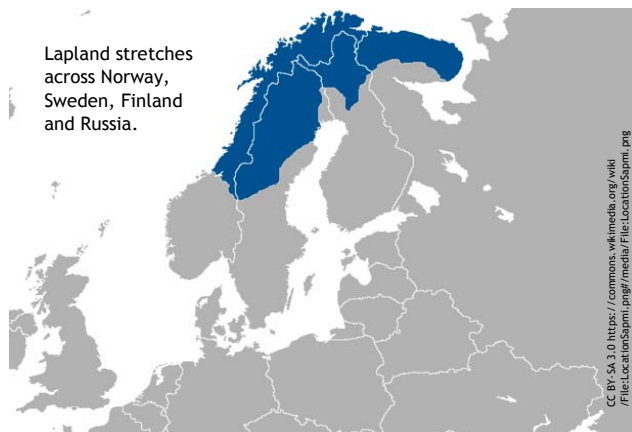 Lapland stretches
across Norway,
Sweden, Finland
and Russia.
CC BY-SA 3.0 https://commons.wikimedia.org/wiki
/File:LocationSapmi.png#/media/File:LocationSapmi.png